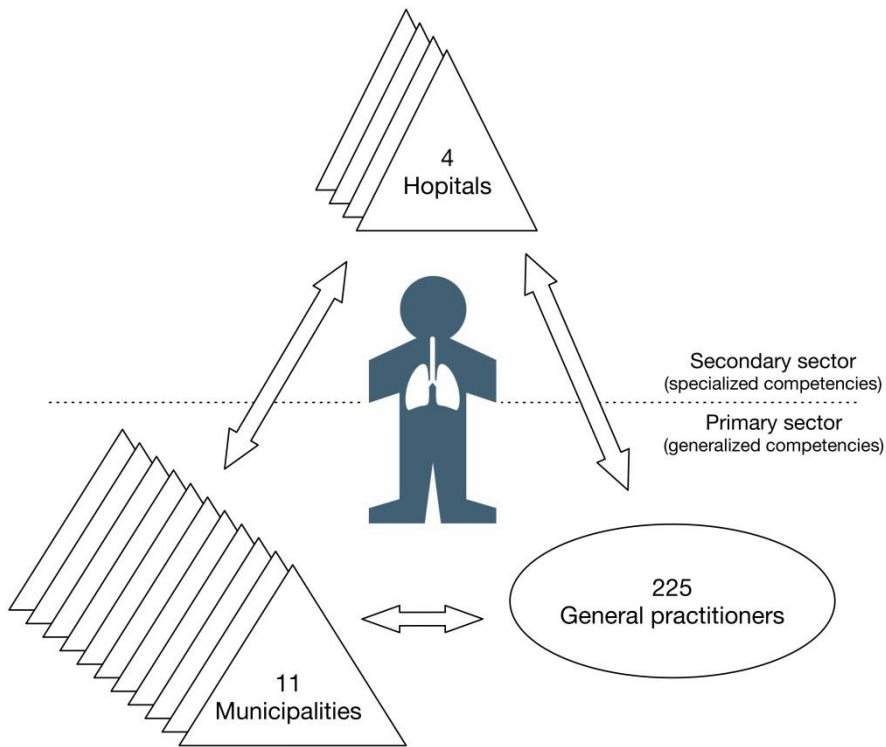 4
Hopitals
Secondary sector
(specialized competencies)
Primary sector
(generalized competencies)
225
General practitioners
11
Municipalities